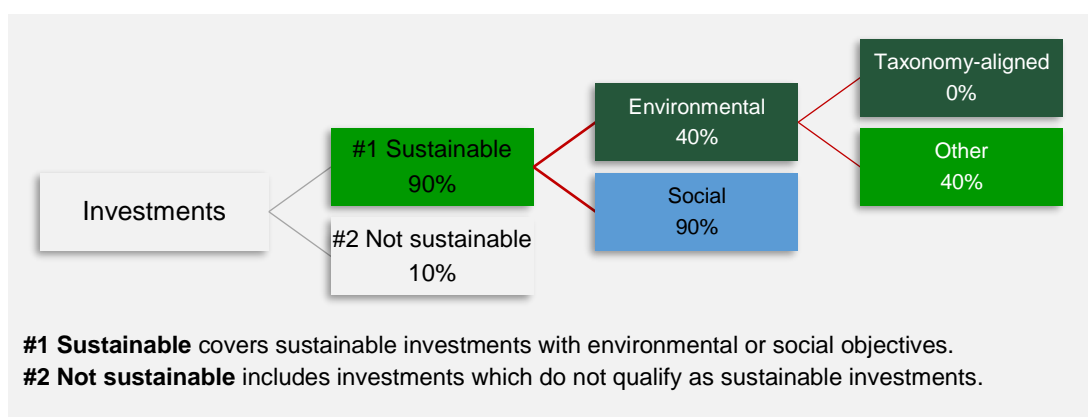 Investments
#1 Sustainable
90%
#2 Not sustainable
10%
Environmental
40%
Social
90%
Taxonomy-aligned
0%
Other
40%
#1 Sustainable covers sustainable investments with environmental or social objectives.
#2 Not sustainable includes investments which do not qualify as sustainable investments.